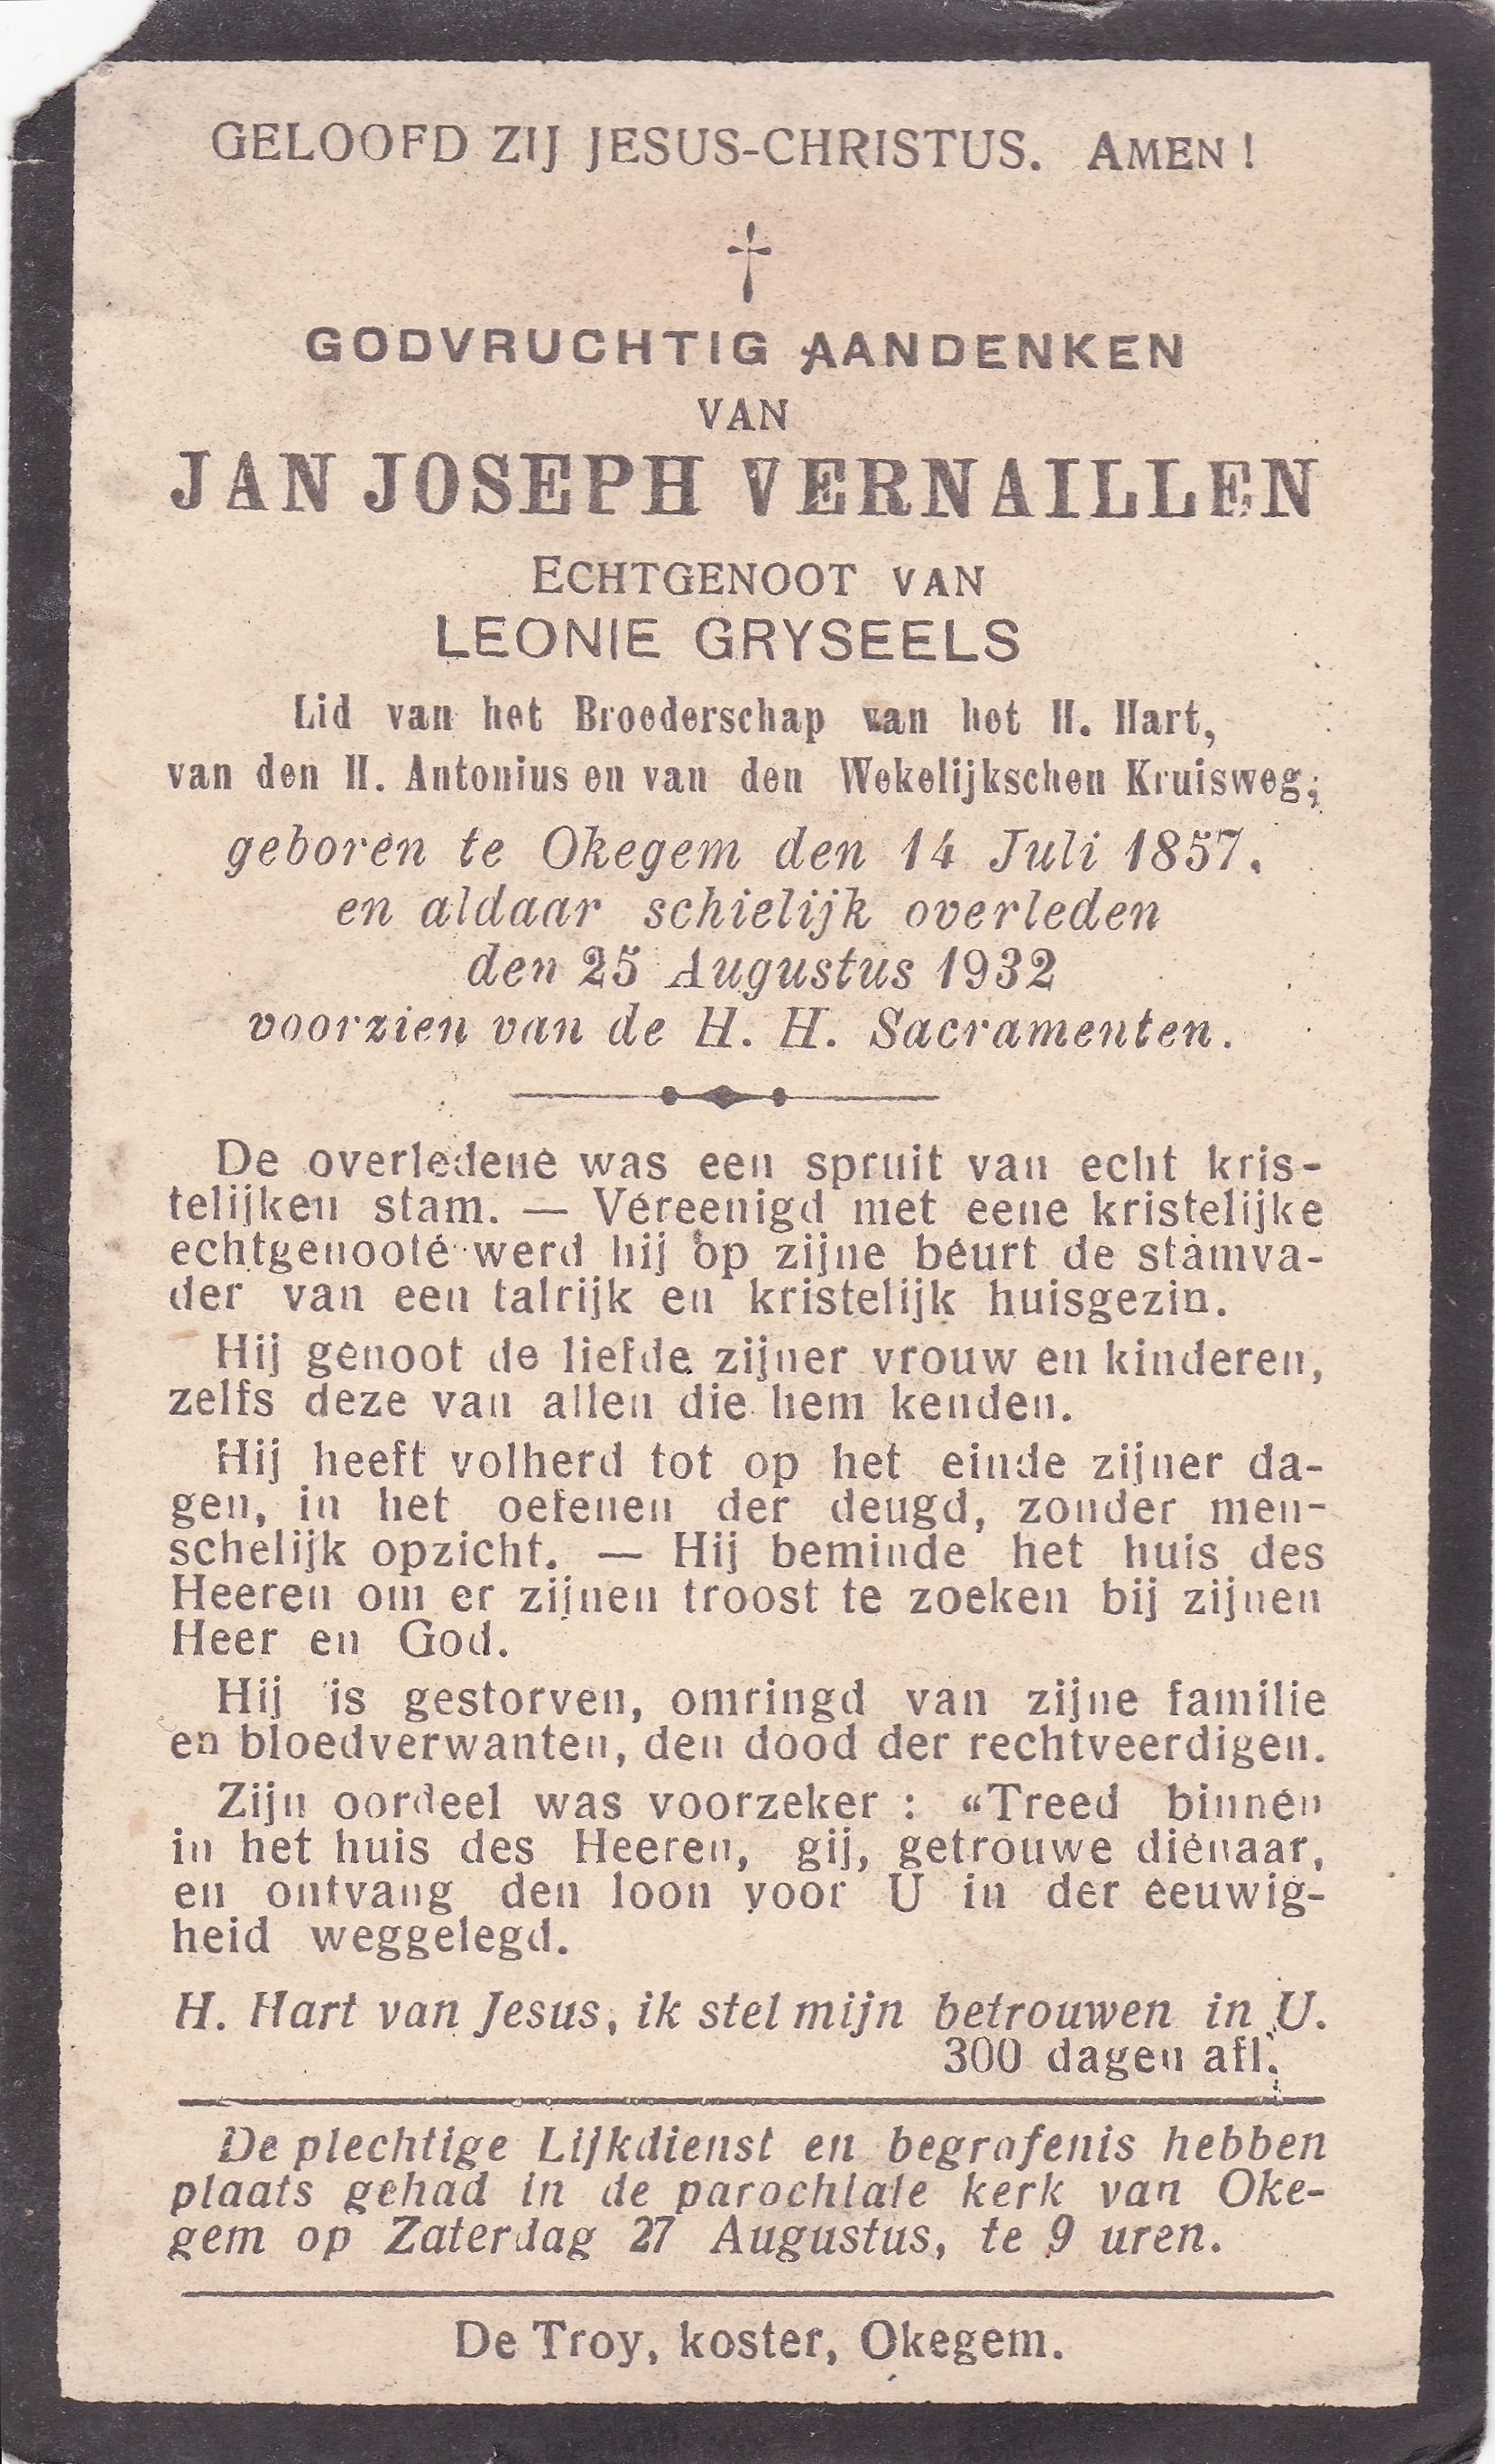 GELOOFD ZIJ JESUS-CHRISTUS. AMEN !
GODVRUCHTIG AANDENKEN
VAN
JAN JOSEPH VERNAILLEN
ECHTGENOOT VAN
LEONIE GRYSEELS
Lid van het Broederschap van het H. Hart,
van den H. Antonius en van den Wekelijkschen Kruisweg;
geboren te Okegem den 14 Juli 1857,
en aldaar schielijk overleden
den 25 Augustus 1932
voorzien van de H. H. Sacramenten.
De overledene was een spruit van echt kris-
telijken stam. — Vereenigd met eene kristelijke
echtgenoote werd hij op zijne beurt de stamva-
der van een talrijk en kristelijk huisgezin.
Hij genoot de liefde zijner vrouw en kinderen,
zelfs deze van allen die hem kenden.
Hij heeft volherd tot op het einde zijner da-
gen, in het oefenen der deugd, zonder men-
schelijk opzicht. — Hij beminde het huis des
Heeren om er zijnen troost te zoeken bij zijnen
Heer en God.
Hij is gestorven, omringd van zijne familie
en bloedverwanten, den dood der rechtveerdigen.
Zijn oordeel was voorzeker : “Treed binnen
in het huis des Heeren, gij, getrouwe dienaar,
en ontvang den loon voor U in der eeuwig-
heid weggelegd.
H. Hart van Jesus, ik stel mijn betrouwen in U.
300 dagen afl.
De plechtige Lijkdienst en begrafenis hebben
plaats gehad in de parochiale kerk van Oke-
gem op Zaterdag 27 Augustus, te 9 uren.
De Troy, koster, Okegem.